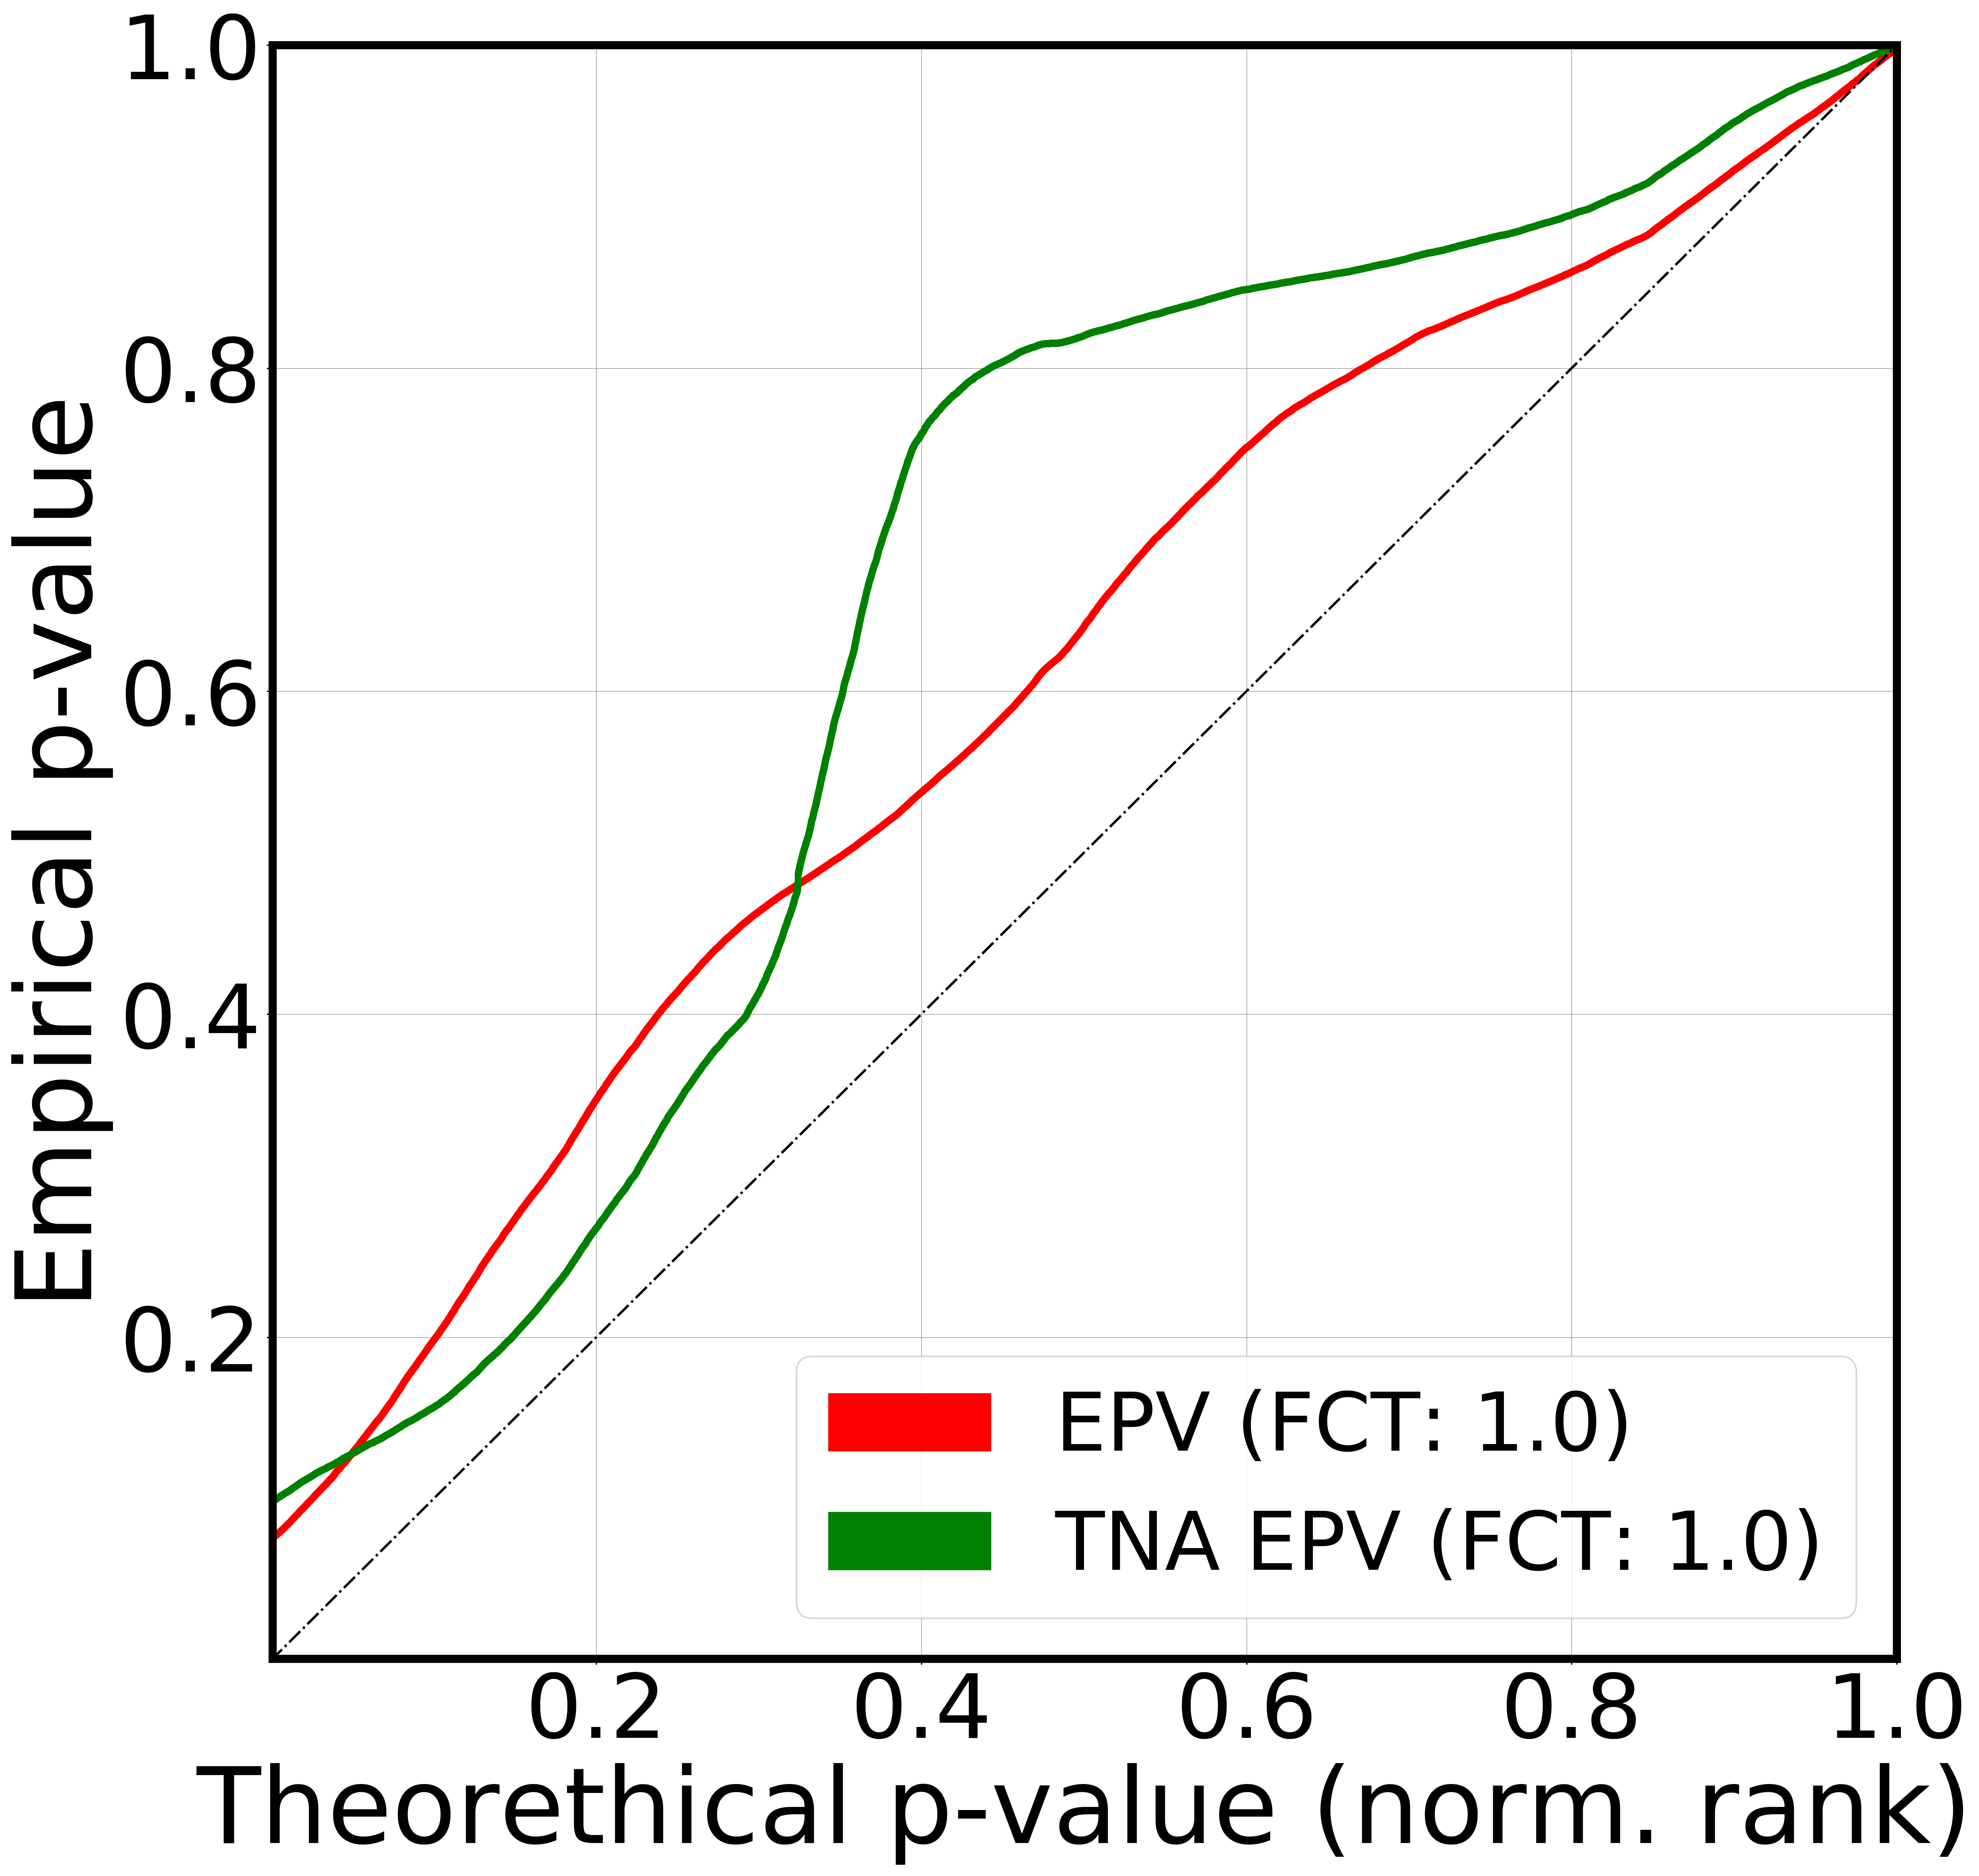 1.0
0.8
0.6
0.4
0.2
Empirical p-value
EPV (FCT: 1.0)
TNA EPV (FCT: 1.0)
0.2 0.4 0.6 0.8 1.0
Theorethical p-value (norm. rank)